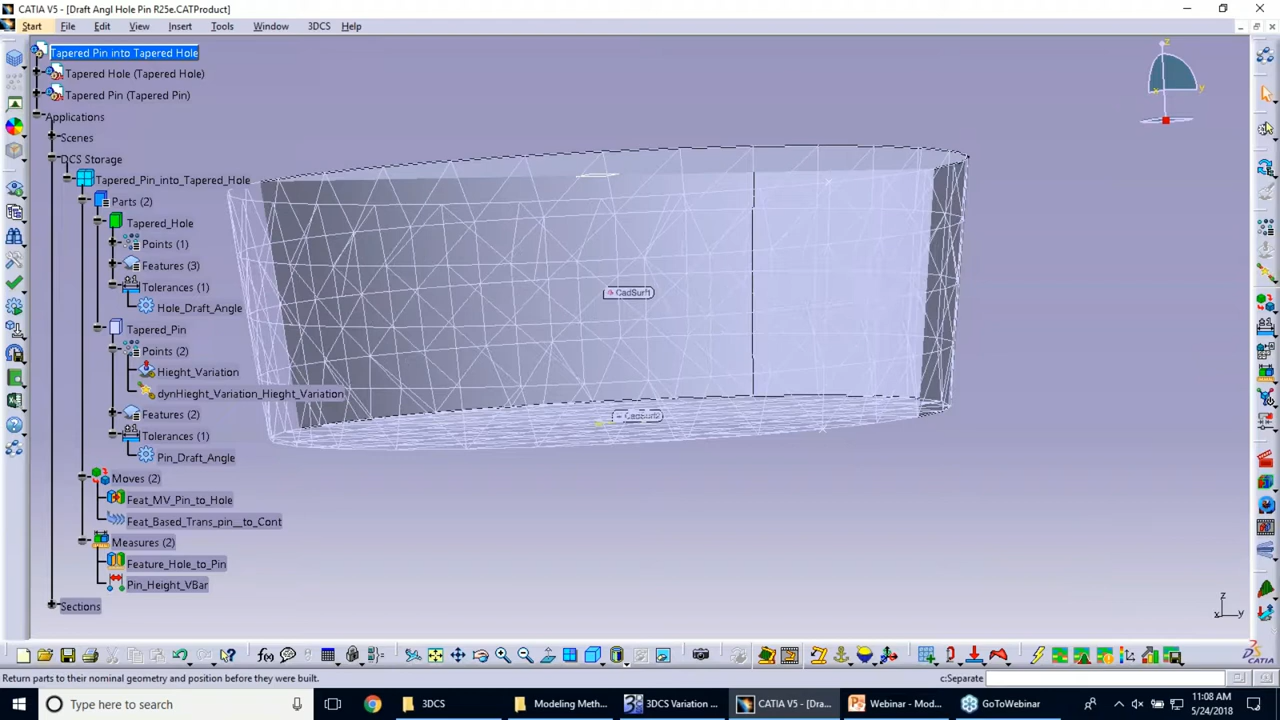 CATIA V5 - [Draft Angl Hole Pin R25e.CATProduct]
Start File Edit View Insert Tools Window 3DCS Help
Tapered Pin into Tapered Hole
Tapered Hole (Tapered Hole)
Tapered Pin (Tapered Pin)
Applications
Scenes
DCS Storage
Tapered_Pin_into_Tapered_Hole
Parts (2)
Tapered_Hole
Points (1)
Features (3)
Tolerances (1)
Hole_Draft_Angle
Tapered_Pin
Points (2)
Hieght_Variation
dynHieght_Variation_Hieght_Variation
Features (2)
Tolerances (1)
Pin_Draft_Angle
Moves (2)
Feat_MV_Pin_to_Hole
Feat_Based_Trans_pin__to_Cont
Measures (2)
Feature_Hole_to_Pin
Pin_Height_VBar
Sections
CadSurf1
z
x y
z
x y
Return parts to their nominal geometry and position before they were built.
c:Separate
Type here to search
3DCS
Modeling Meth...
3DCS Variation ...
CATIA V5 - [Dra...
Webinar - Mod...
GoToWebinar
11:08 AM
5/24/2018